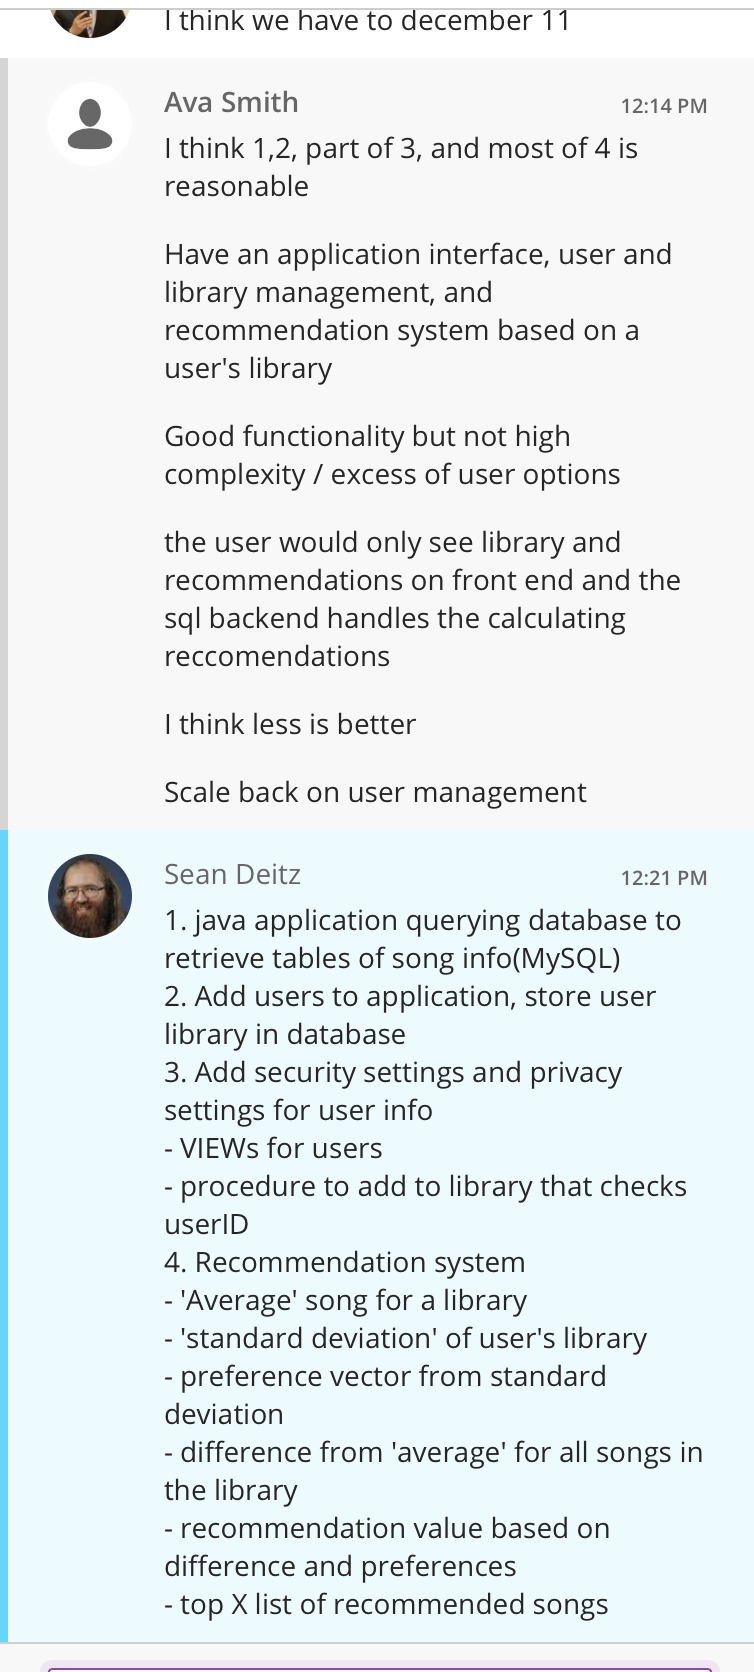 I think we have to december 11
Ava Smith 12:14 PM
I think 1,2, part of 3, and most of 4 is
reasonable
Have an application interface, user and
library management, and
recommendation system based on a
user's library
Good functionality but not high
complexity / excess of user options
the user would only see library and
recommendations on front end and the
sql backend handles the calculating
reccomendations
I think less is better
Scale back on user management
Sean Deitz 12:21 PM
1. java application querying database to
retrieve tables of song info(MySQL)
2. Add users to application, store user
library in database
3. Add security settings and privacy
settings for user info
- VIEWs for users
- procedure to add to library that checks
userID
4. Recommendation system
- 'Average' song for a library
- 'standard deviation' of user's library
- preference vector from standard
deviation
- difference from 'average' for all songs in
the library
- recommendation value based on
difference and preferences
- top X list of recommended songs